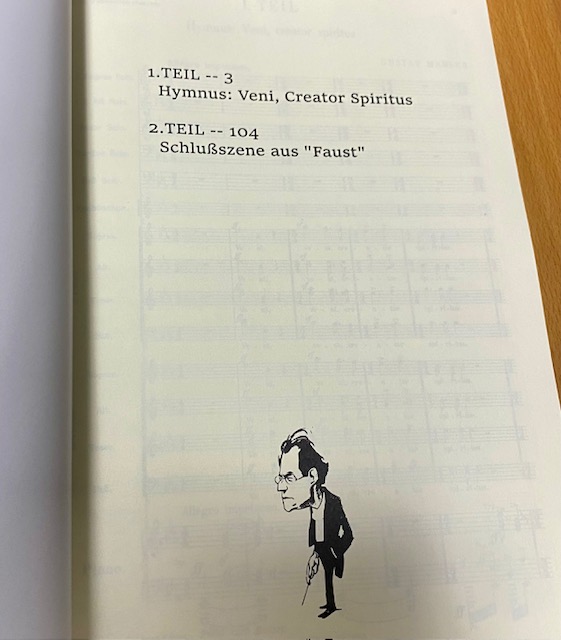 1.TEIL -- 3
Hymnus: Veni, Creator Spiritus
2.TEIL -- 104
Schlußszene aus "Faust"